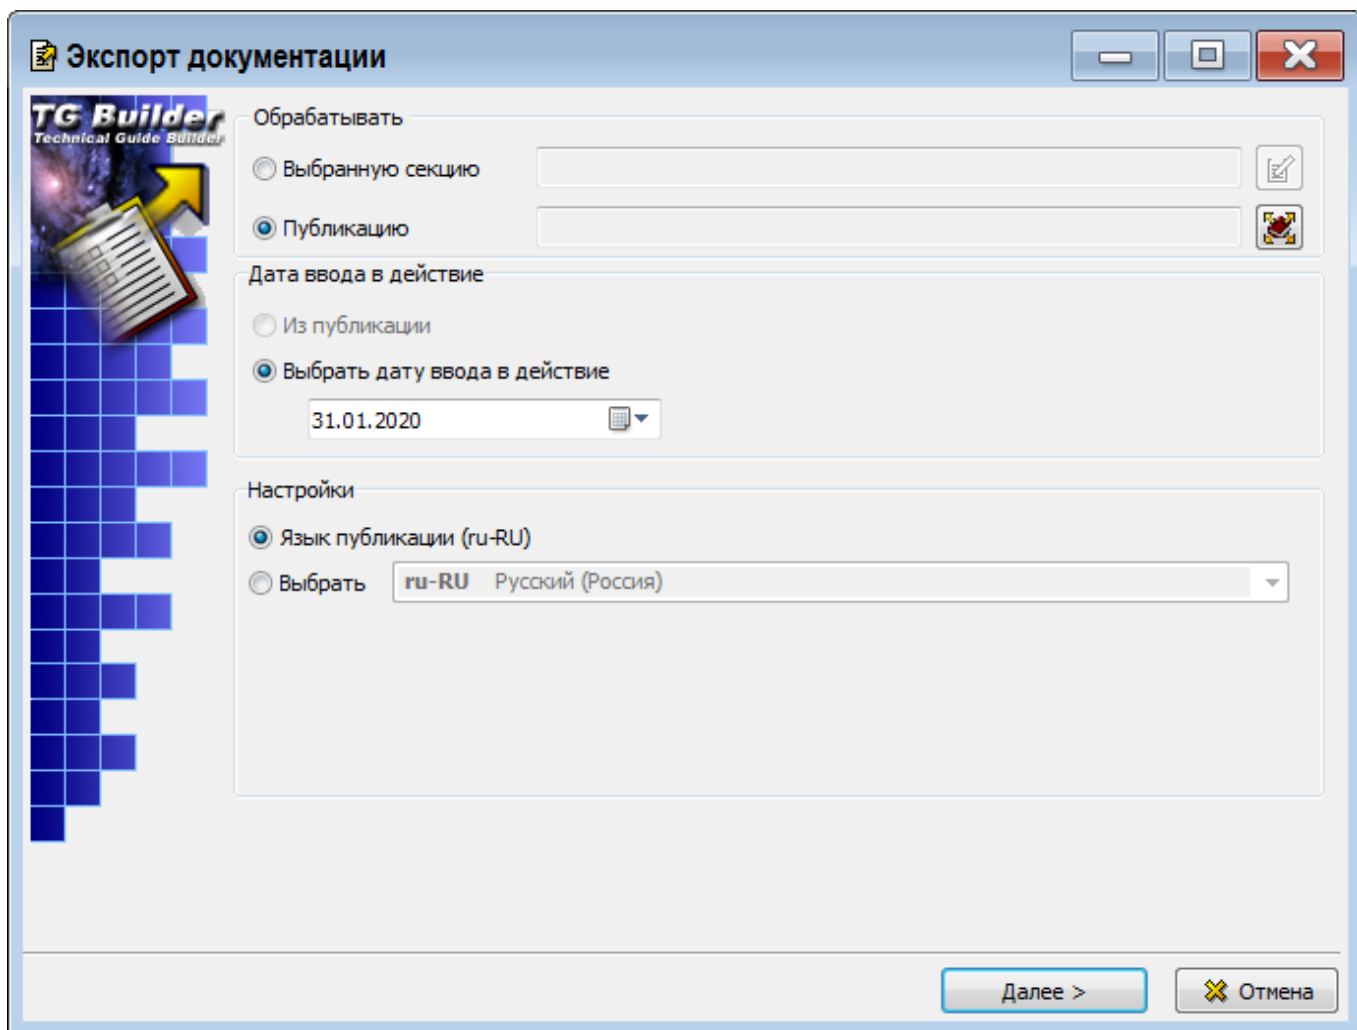 Экспорт документации
TG Builder
Technical Guide Builder
Обрабатывать
Выбранную секцию
Публикацию
Дата ввода в действие
Из публикации
Выбрать дату ввода в действие
31.01.2020
Настройки
Язык публикации (ru-RU)
Выбрать ru-RU Русский (Россия)
Далее > Отмена